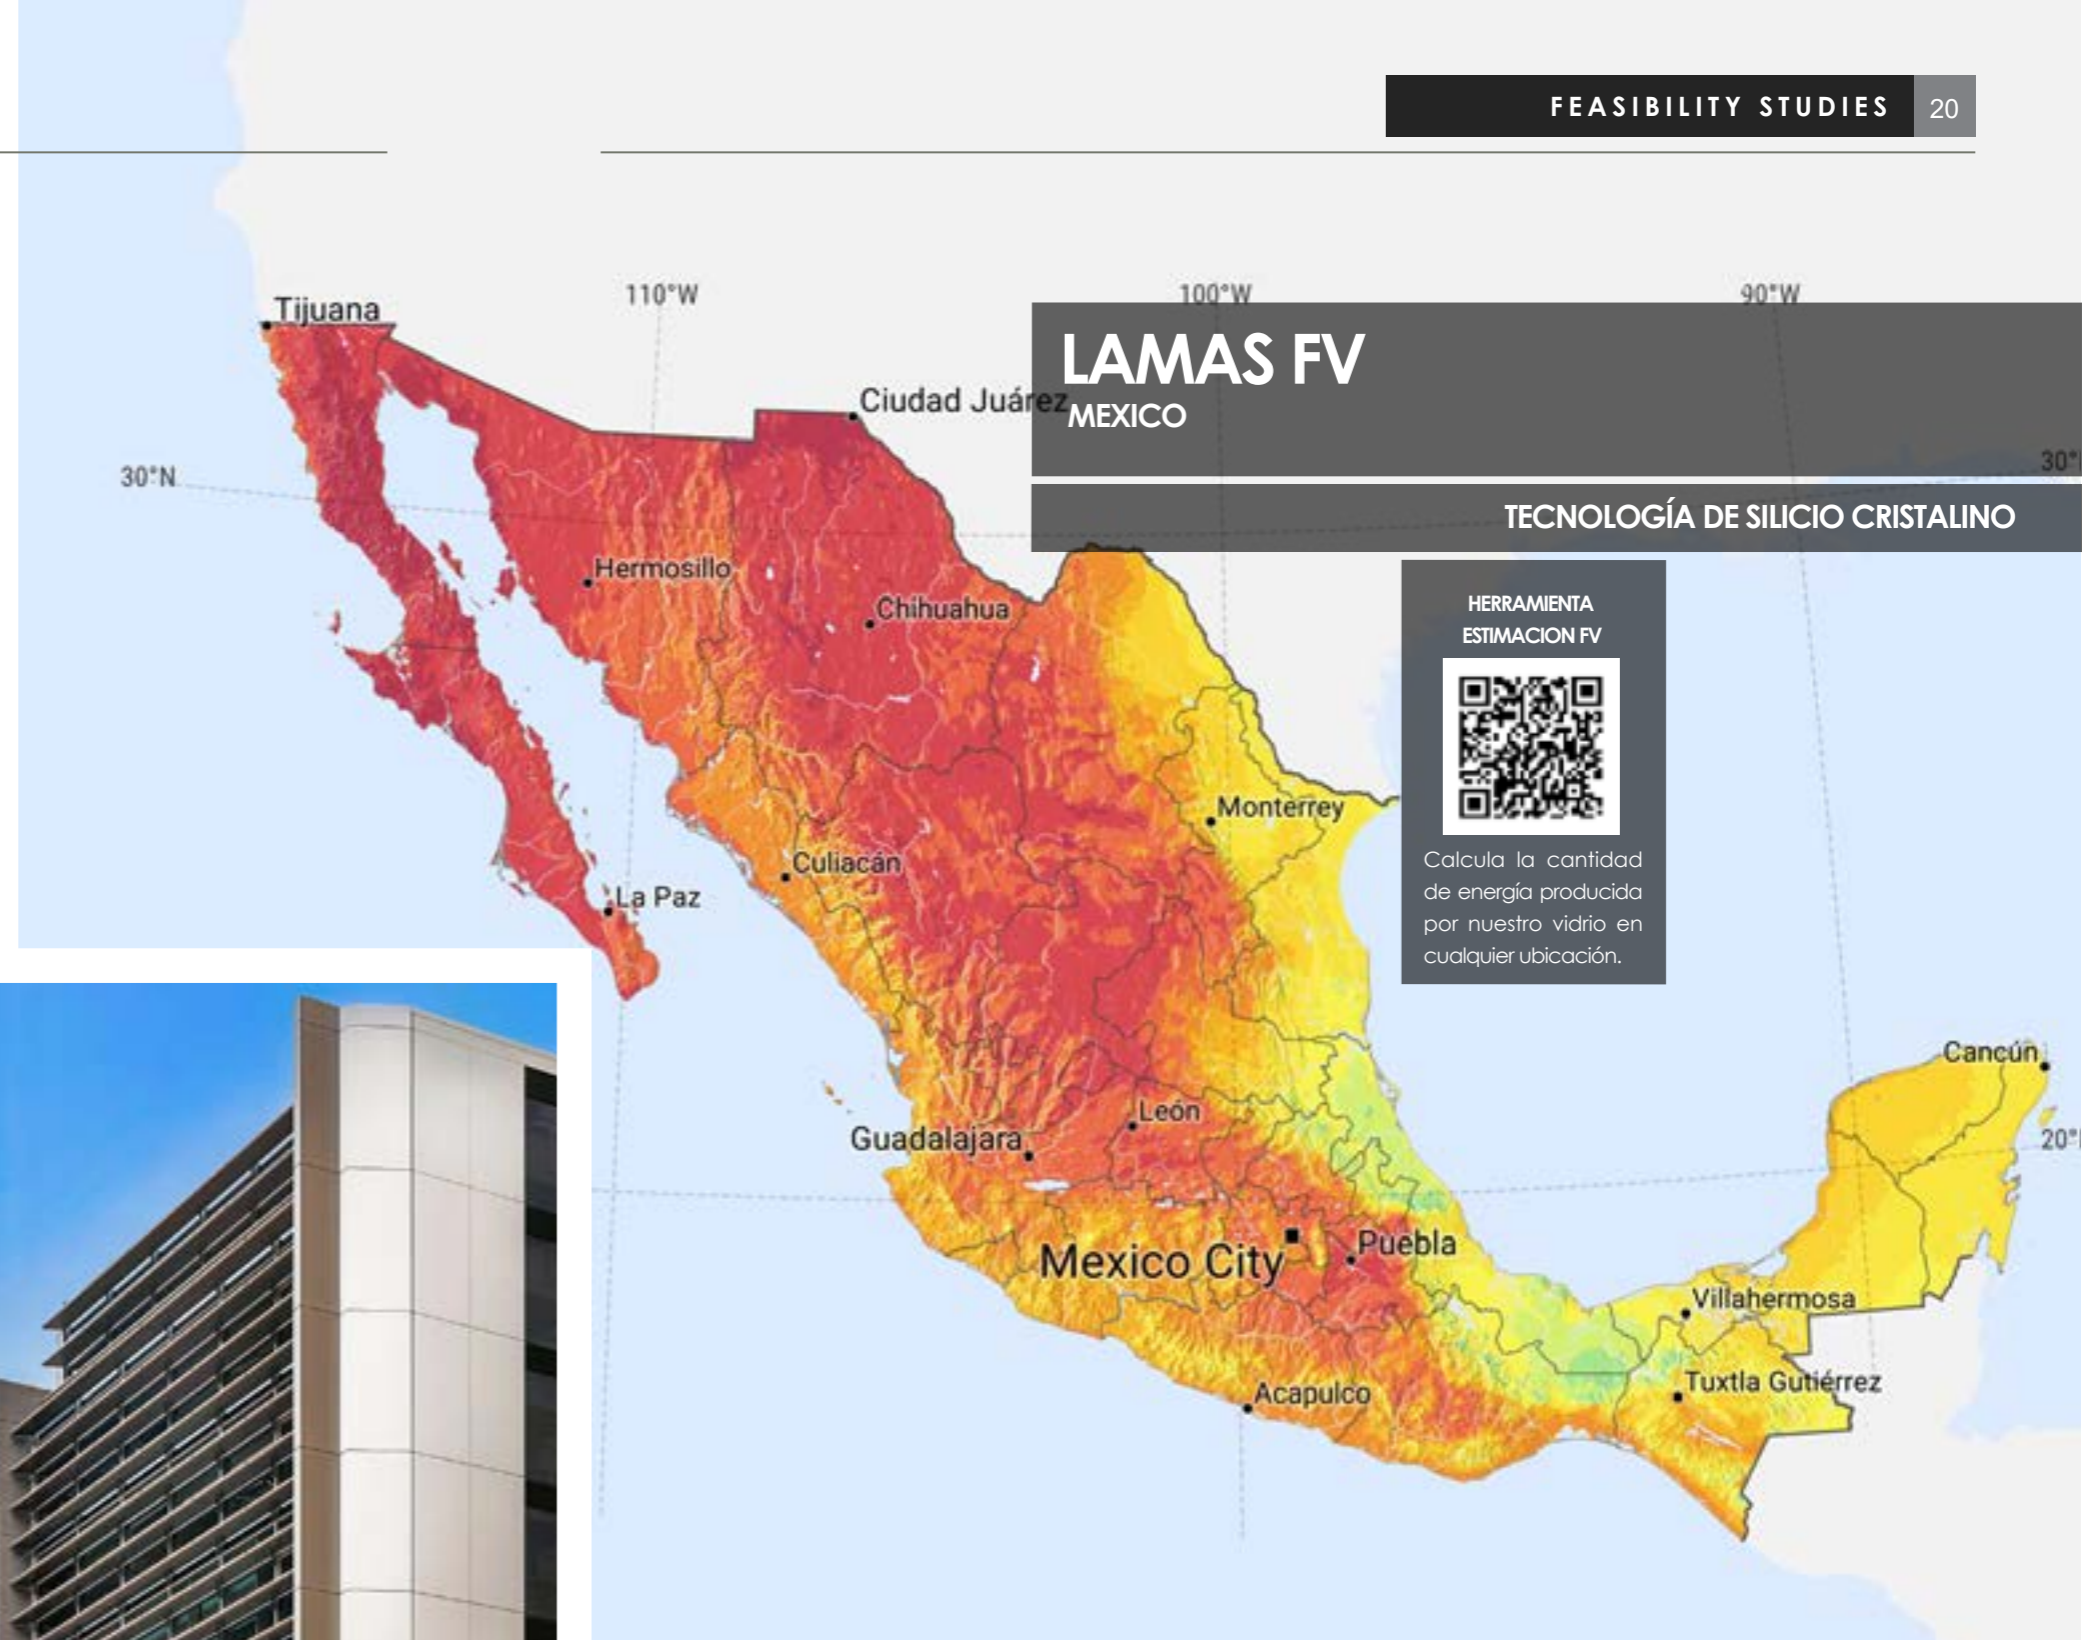 FEASIBILITY STUDIES 20
110°W
100°W
90°W
Tijuana
LAMAS FV
Ciudad Juárez
MEXICO
30°N
30°
TECNOLOGÍA DE SILICIO CRISTALINO
Hermosillo
Chihuahua
HERRAMIENTA
ESTIMACION FV
Monterrey
Culiacán
La Paz
Calcula la cantidad
de energía producida
por nuestro vidrio en
cualquier ubicación.
Cancún
León
Guadalajara
20°
Mexico City
Puebla
Villahermosa
Tuxtla Gutiérrez
Acapulco